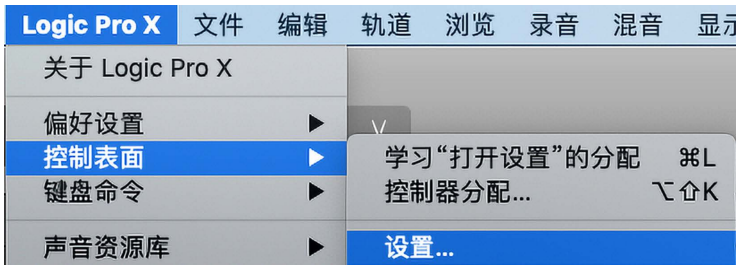 Logic Pro X 文件 编辑 轨道 浏览 录音 混音 显示
关于 Logic Pro X
偏好设置
控制表面
学习“打开设置”的分配 ⌘L
键盘命令
控制器分配... ⌥⇧K
声音资源库
设置...